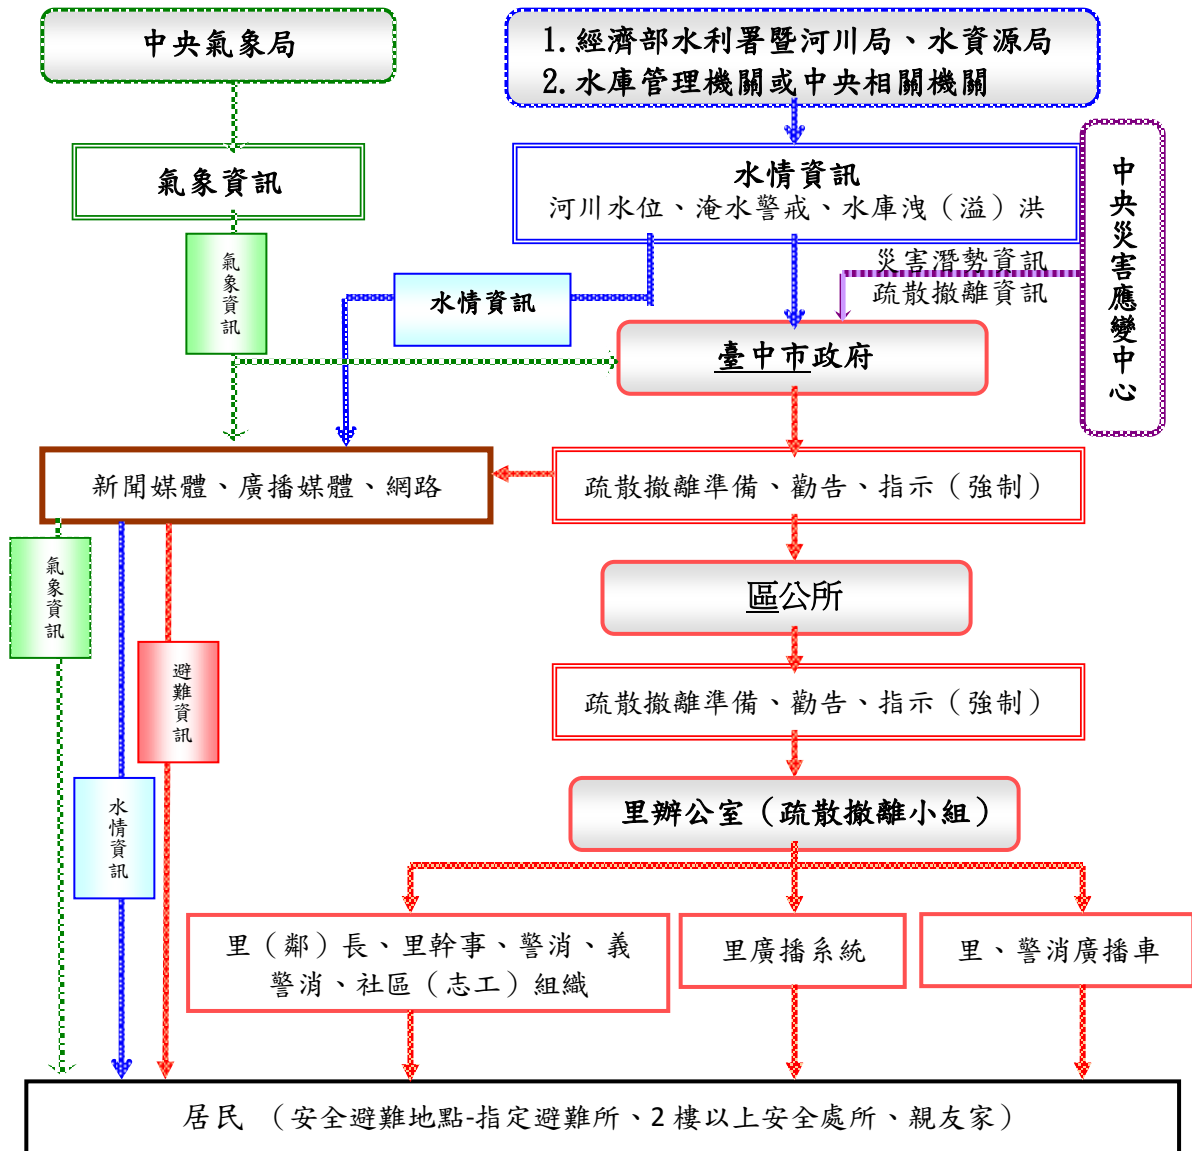 中央氣象局
1.經濟部水利署暨河川局、水資源局
2.水庫管理機關或中央相關機關
氣象資訊
水情資訊
河川水位、淹水警戒、水庫洩（溢）洪
中央災害應變中心
氣象資訊
水情資訊
災害潛勢資訊
疏散撤離資訊
臺中市政府
新聞媒體、廣播媒體、網路
疏散撤離準備、勸告、指示（強制）
氣象資訊
區公所
避難資訊
疏散撤離準備、勸告、指示（強制）
水情資訊
里辦公室（疏散撤離小組）
里（鄰）長、里幹事、警消、義
警消、社區（志工）組織
里廣播系統
里、警消廣播車
居民 （安全避難地點-指定避難所、2 樓以上安全處所、親友家）